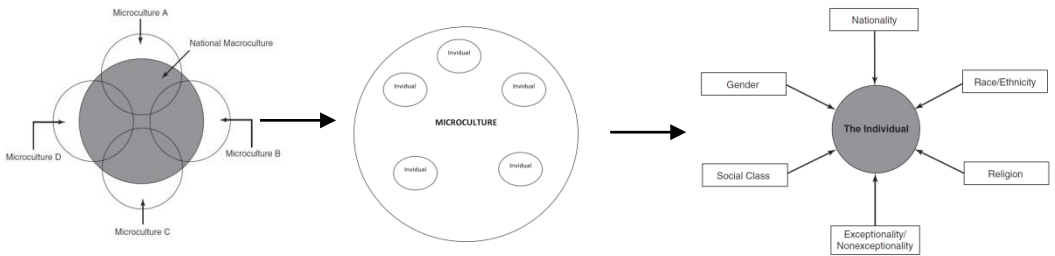 Microculture A
National Macroculture
Microculture D
Microculture B
Microculture C
Invidual
Invidual
Invidual
MICROCULTURE
Invidual
Invidual
Nationality
Gender
Race/Ethnicity
The Individual
Social Class
Religion
Exceptionality/
Nonexceptionality